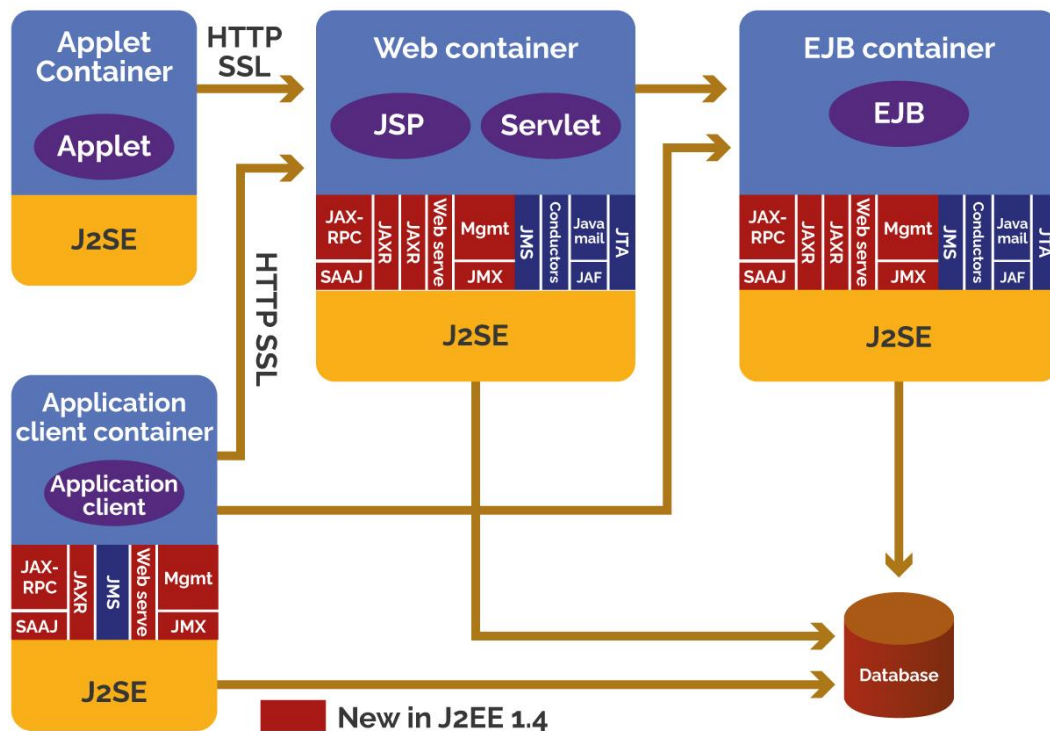 Applet
Container
Applet
J2SE
HTTP
SSL
Web container
JSP
Servlet
JAX-
RPC
SAAJ
JAXR
JAXR
Web serve
Mgmt
JMX
JMS
Conductors
Java
mail
JAF
JTA
J2SE
EJB container
EJB
JAX-
RPC
SAAJ
JAXR
JAXR
Web serve
Mgmt
JMX
JMS
Conductors
Java
mail
JAF
JTA
J2SE
HTTP SSL
Application
client container
Application
client
JAX-
RPC
SAAJ
JAXR
JMS
Web serve
Mgmt
JMX
J2SE
Database
New in J2EE 1.4